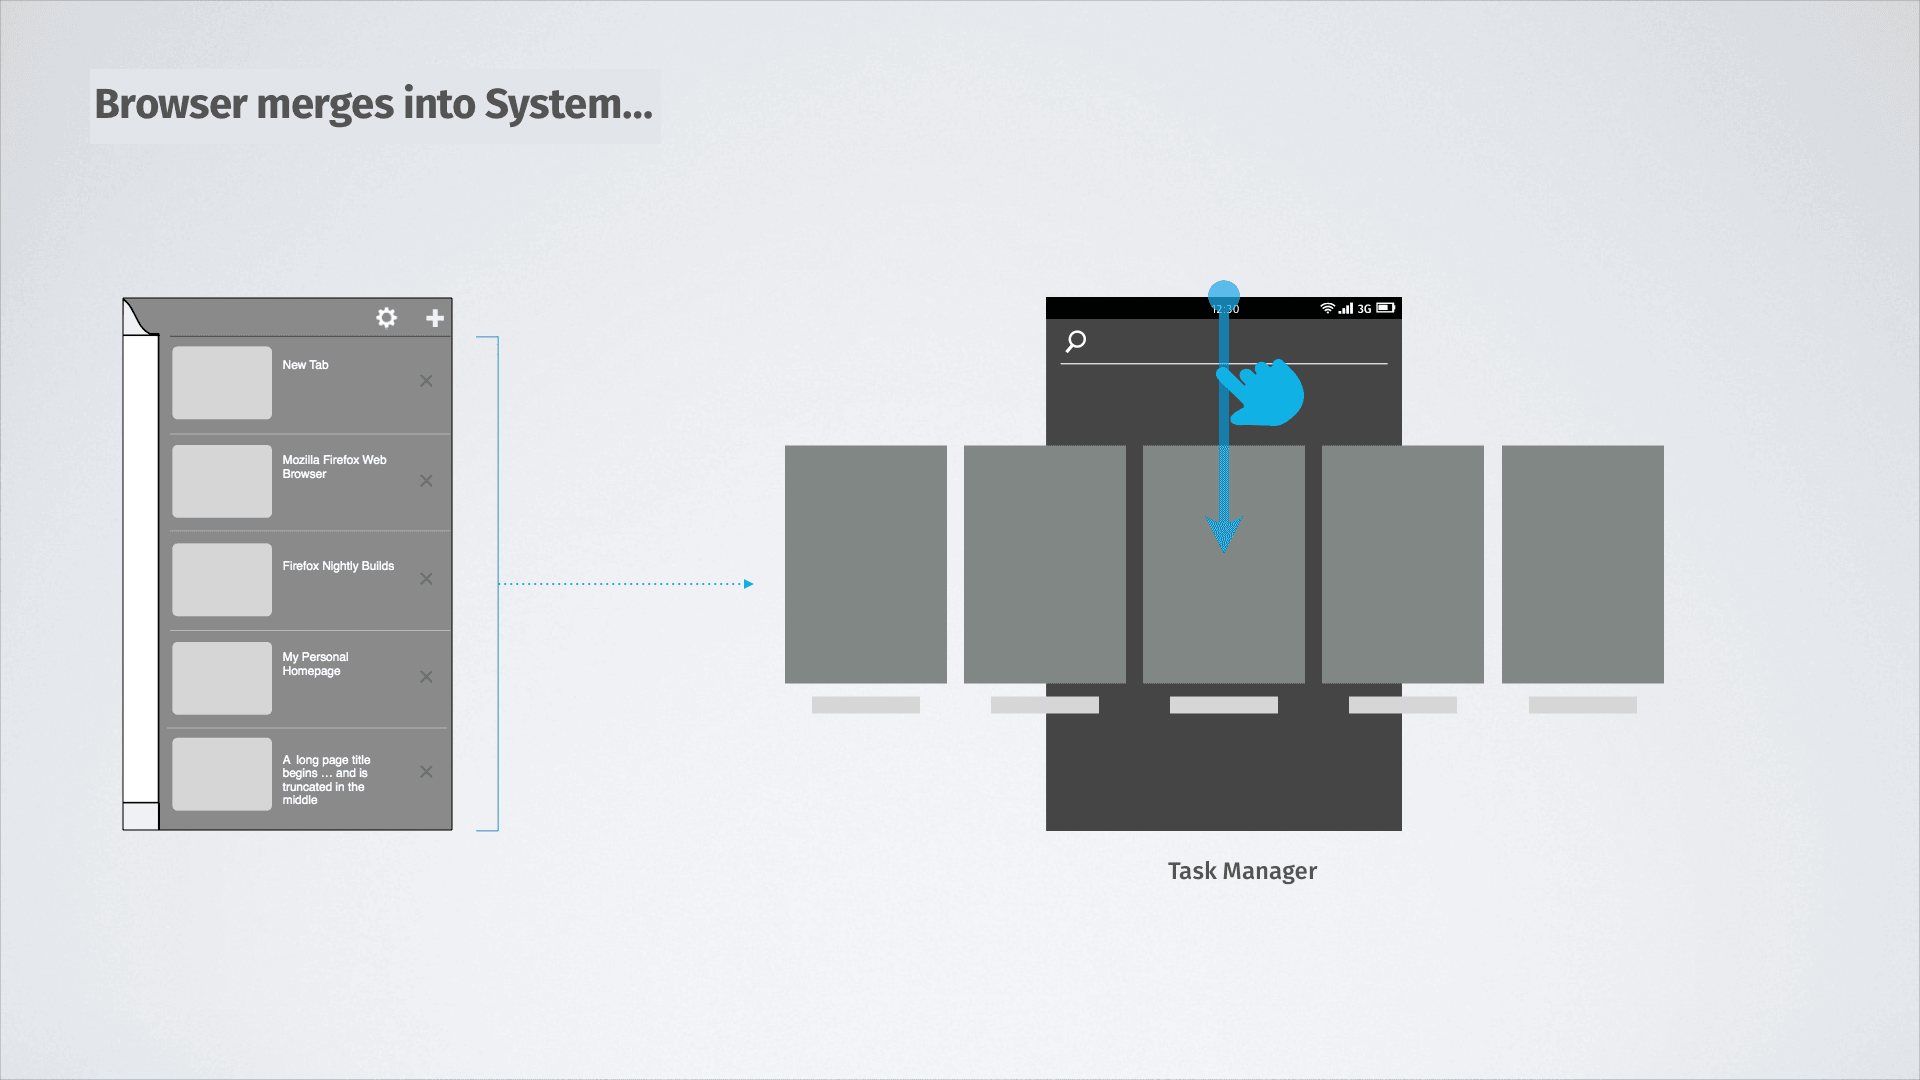 Browser merges into System...
New Tab
Mozilla Firefox Web
Browser
Firefox Nightly Builds
My Personal
Homepage
A long page title
begins ... and is
truncated in the
middle
12:30
3G
Task Manager